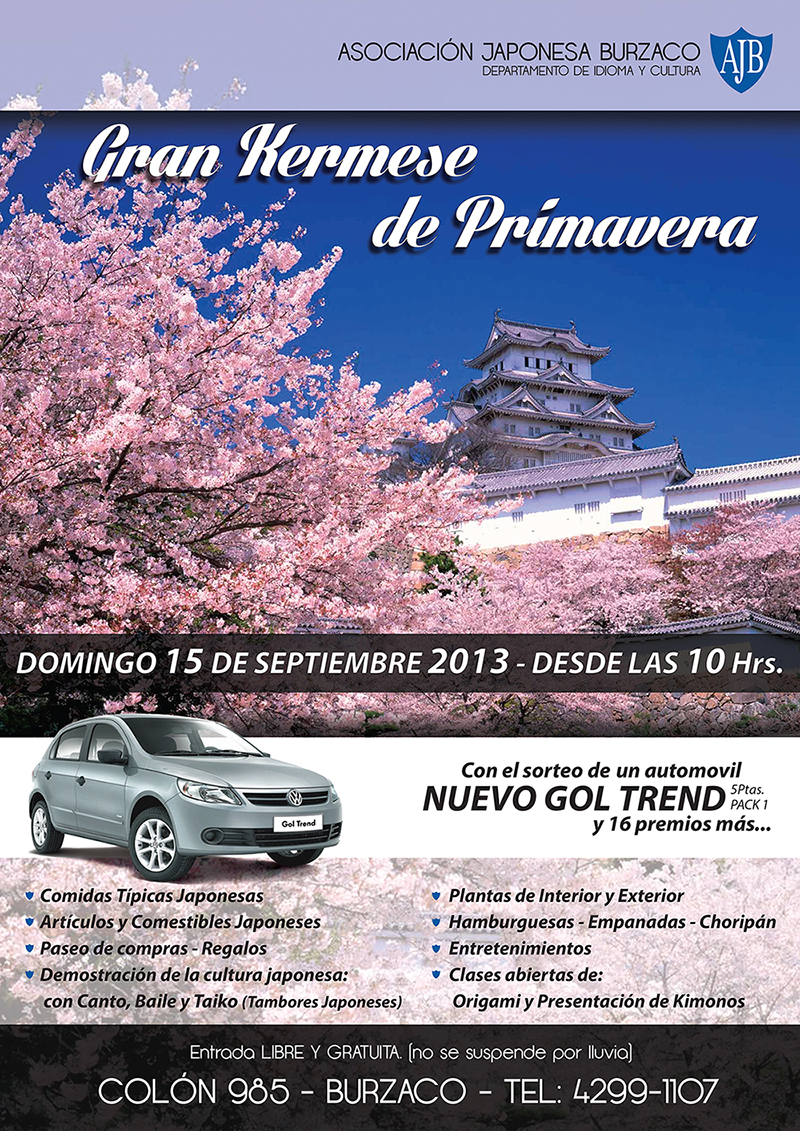 ASOCIACIÓN JAPONESA BURZACO
DEPARTAMENTO DE IDIOMA Y CULTURA
AJB
Gran Kermese
de Primavera
DOMINGO 15 DE SEPTIEMBRE 2013 - DESDE LAS 10 Hrs.
Con el sorteo de un automovil
NUEVO GOL TREND 5Ptas. PACK 1
y 16 premios más...
Gol Trend
Comidas Típicas Japonesas
Artículos y Comestibles Japoneses
Paseo de compras - Regalos
Demostración de la cultura japonesa:
con Canto, Baile y Taiko (Tambores Japoneses)
Plantas de Interior y Exterior
Hamburguesas - Empanadas - Choripán
Entretenimientos
Clases abiertas de:
Origami y Presentación de Kimonos
Entrada LIBRE Y GRATUITA. (no se suspende por lluvia)
COLÓN 985 - BURZACO - TEL: 4299-1107